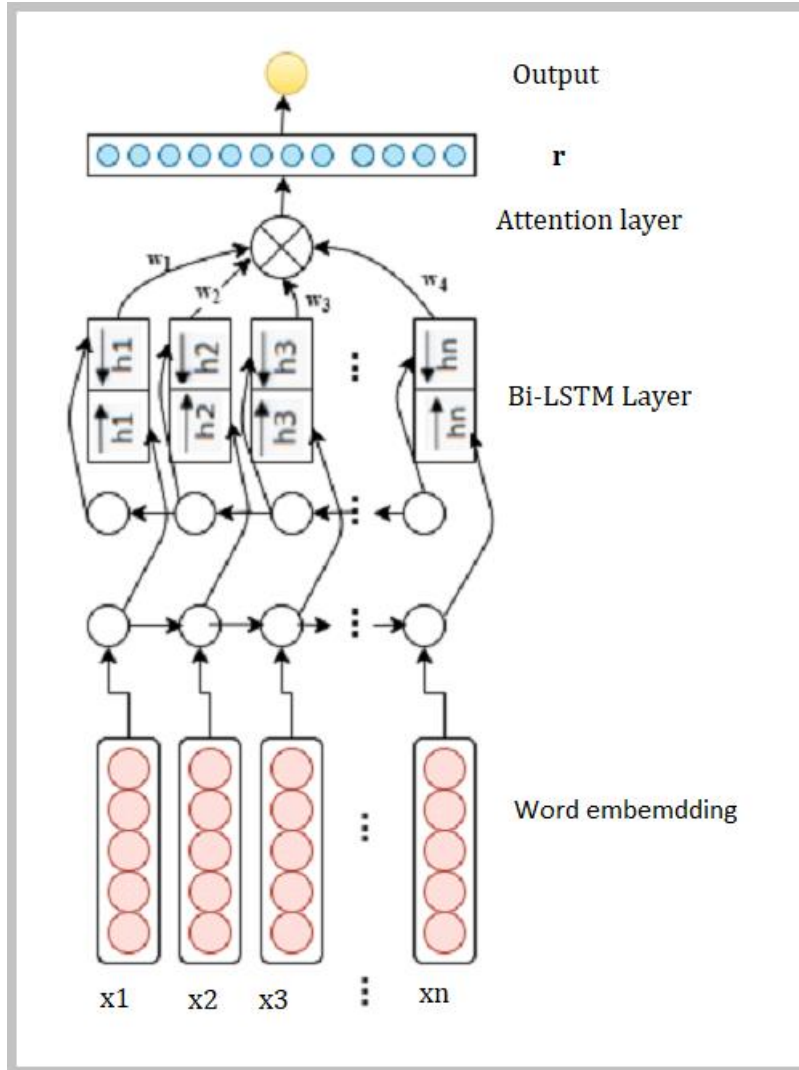 Output
r
Attention layer
w1
w2
w3
w4
h1 h2 h3 ⋮ hn
h1 h2 h3 hn
Bi-LSTM Layer
Word embemdding
x1 x2 x3 ⋮ xn